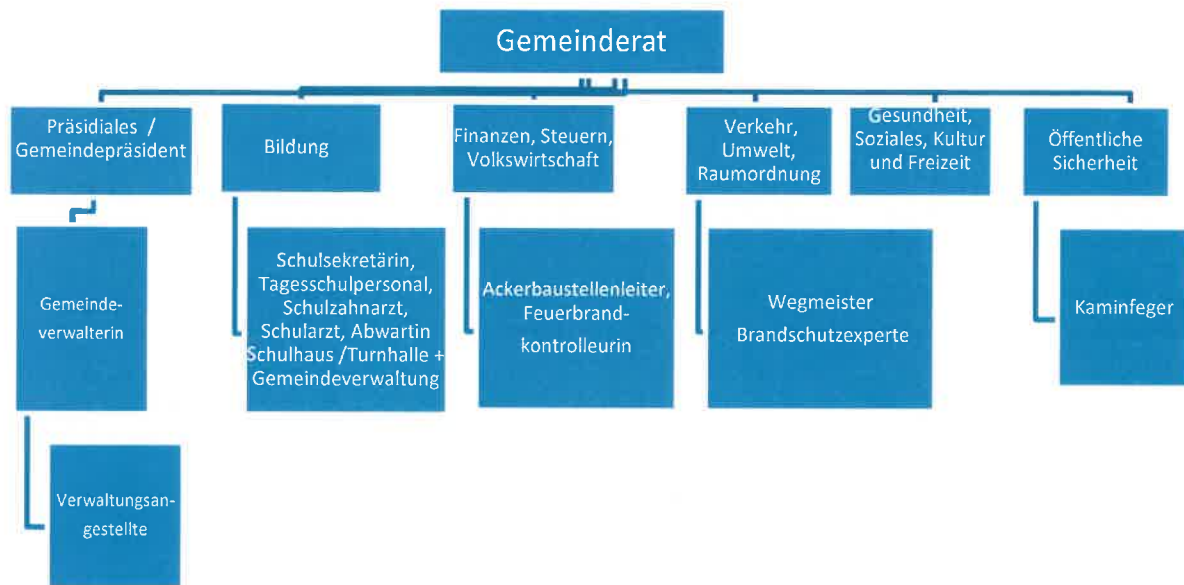 Gemeinderat
Präsidiales /
Gemeindepräsident
Bildung
Finanzen, Steuern,
Volkswirtschaft
Verkehr,
Umwelt,
Raumordnung
Gesundheit,
Soziales, Kultur
und Freizeit
Öffentliche
Sicherheit
Gemeinde-
verwalterin
Schulsekretärin,
Tagesschulpersonal,
Schulzahnarzt,
Schularzt, Abwartin
Schulhaus /Turnhalle +
Gemeindeverwaltung
Ackerbaustellenleiter,
Feuerbrand-
kontrolleurin
Wegmeister
Brandschutzexperte
Kaminfeger
Verwaltungsan-
gestellte